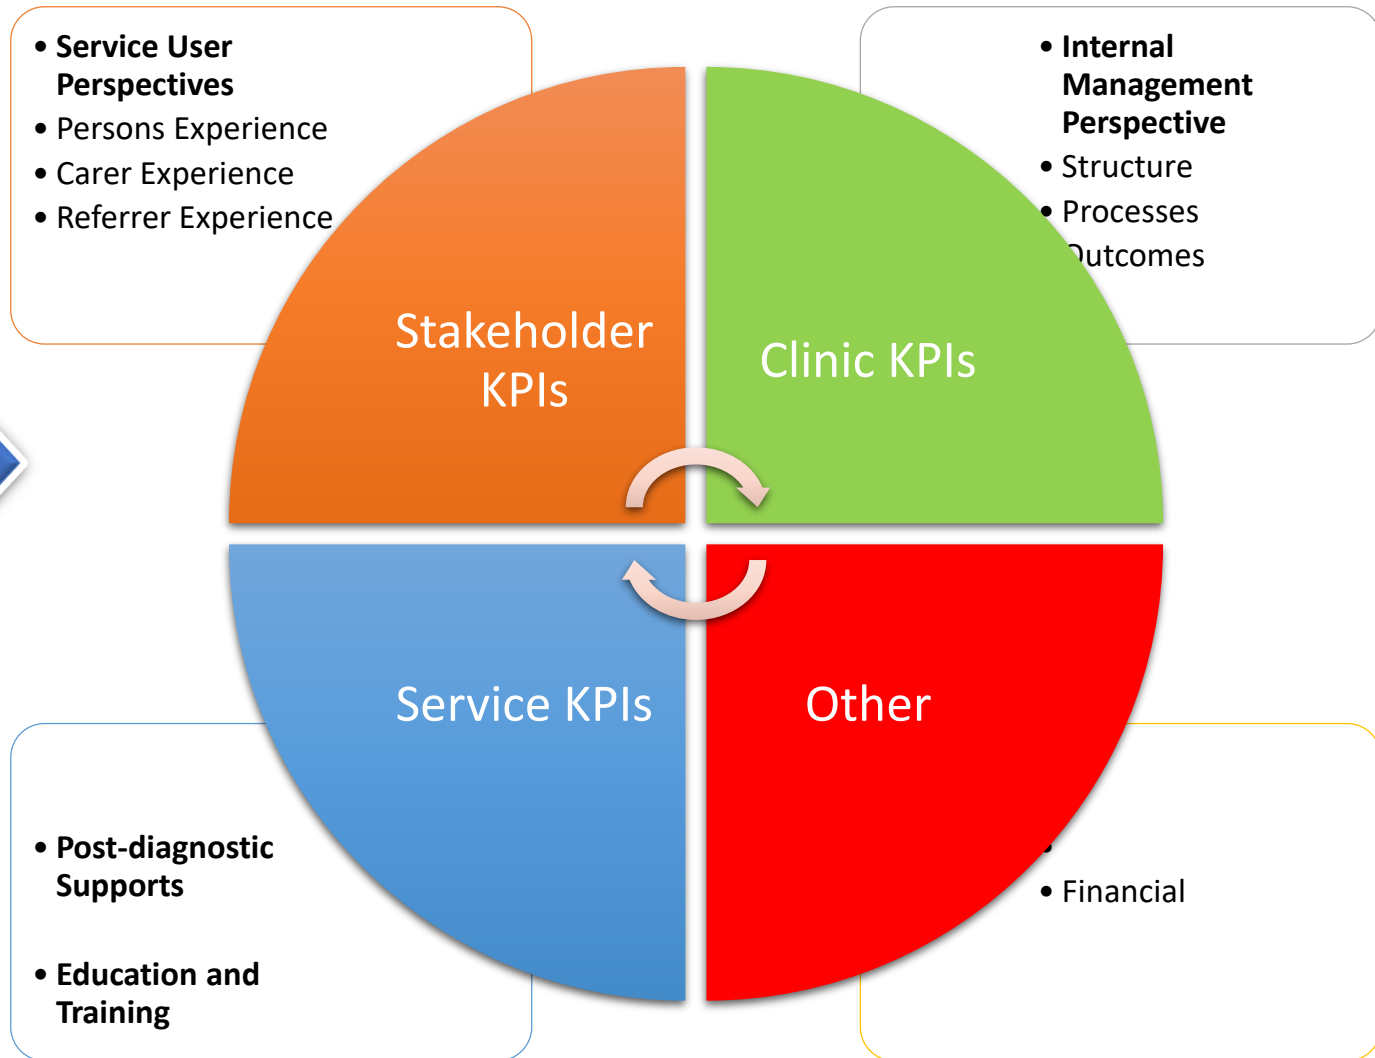 • Service User
Perspectives
• Persons Experience
• Carer Experience
• Referrer Experience
• Internal
Management
Perspective
• Structure
• Processes
Outcomes
Stakeholder
KPIs
Clinic KPIs
Service KPIs
Other
• Post-diagnostic
Supports
• Education and
Training
•
• Financial